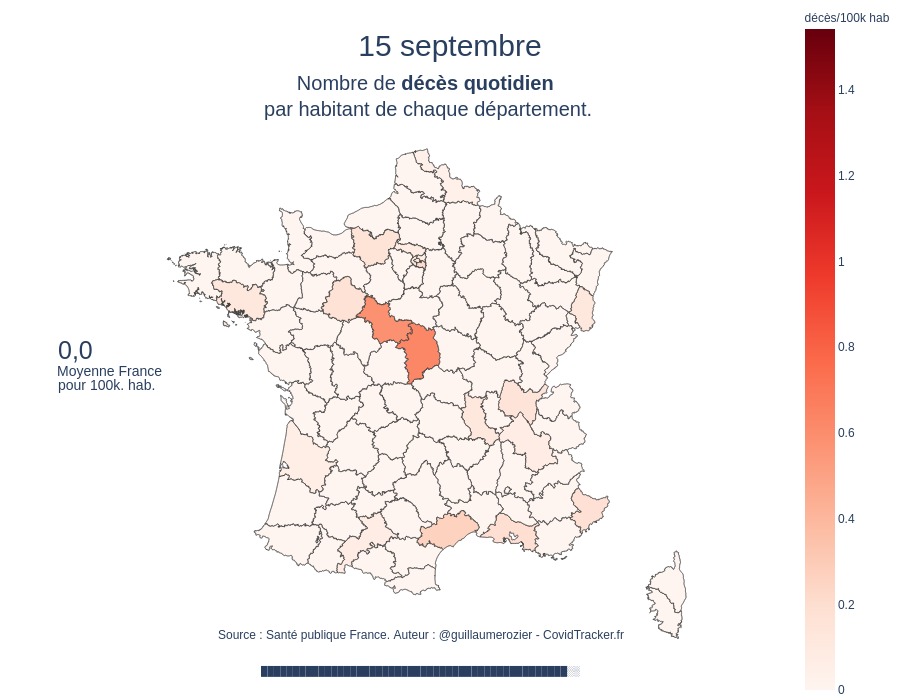 décès/100k hab
15 septembre
Nombre de décès quotidien
par habitant de chaque département.
1.4
1.2
1
0.8
0.6
0.4
0.2
0
0,0
Moyenne France
pour 100k. hab.
Source : Santé publique France. Auteur : @guillaumerozier - CovidTracker.fr